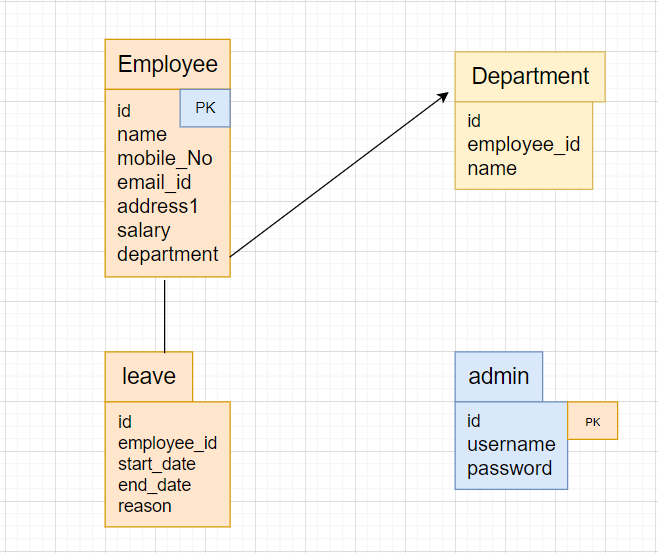 Employee
id
PK
name
mobile_No
email_id
address1
salary
department
Department
id
employee_id
name
leave
id
employee_id
start_date
end_date
reason
admin
id
PK
username
password